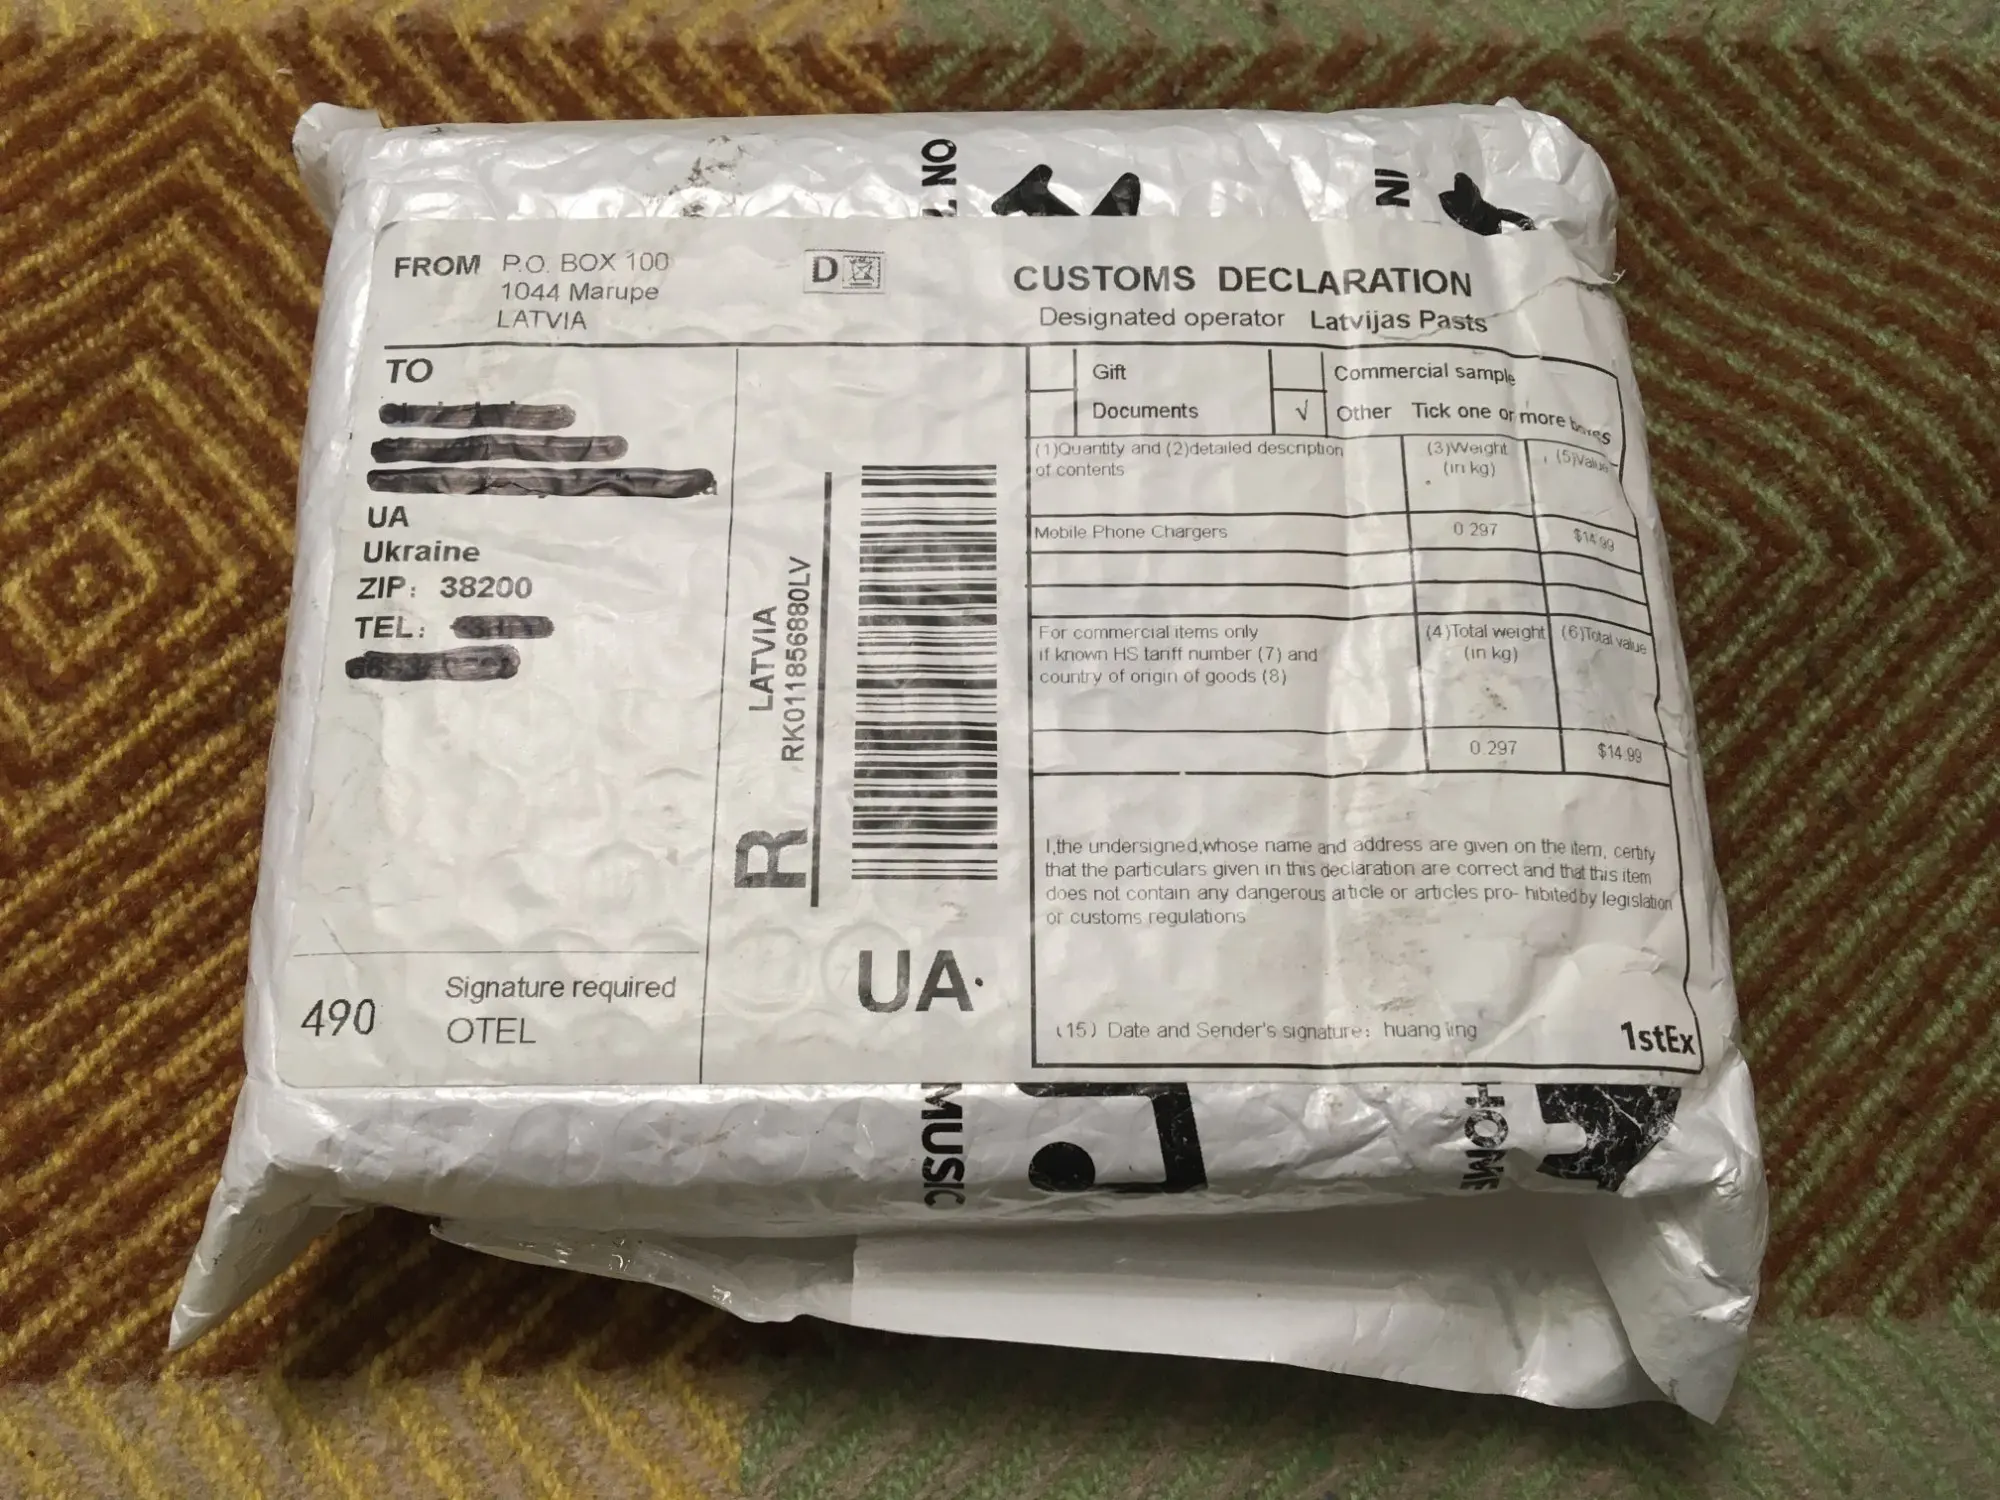 NO
IN
FROM P.O. BOX 100
1044 Marupe
LATVIA
D
CUSTOMS DECLARATION
Designated operator Latvijas Pasts
TO
UA
Ukraine
ZIP: 38200
TEL:
490
Signature required
OTEL
LATVIA
RK011856880LV
R
UA
Gift
Commercial sample
Documents
√ Other Tick one or more boxes
(1)Quantity and (2)detailed description
of contents
(3)Weight
(in kg)
(5)Value
Mobile Phone Chargers 0.297 $14.99
For commercial items only
if known HS tariff number (7) and
country of origin of goods (8)
(4)Total weight
(in kg)
(6)Total value
0.297 $14.99
I,the undersigned,whose name and address are given on the item, certify
that the particulars given in this declaration are correct and that this item
does not contain any dangerous article or articles pro- hibited by legislation
or customs regulations
(15) Date and Sender's signature: huang ling
1stEx
MUSIC
HOME